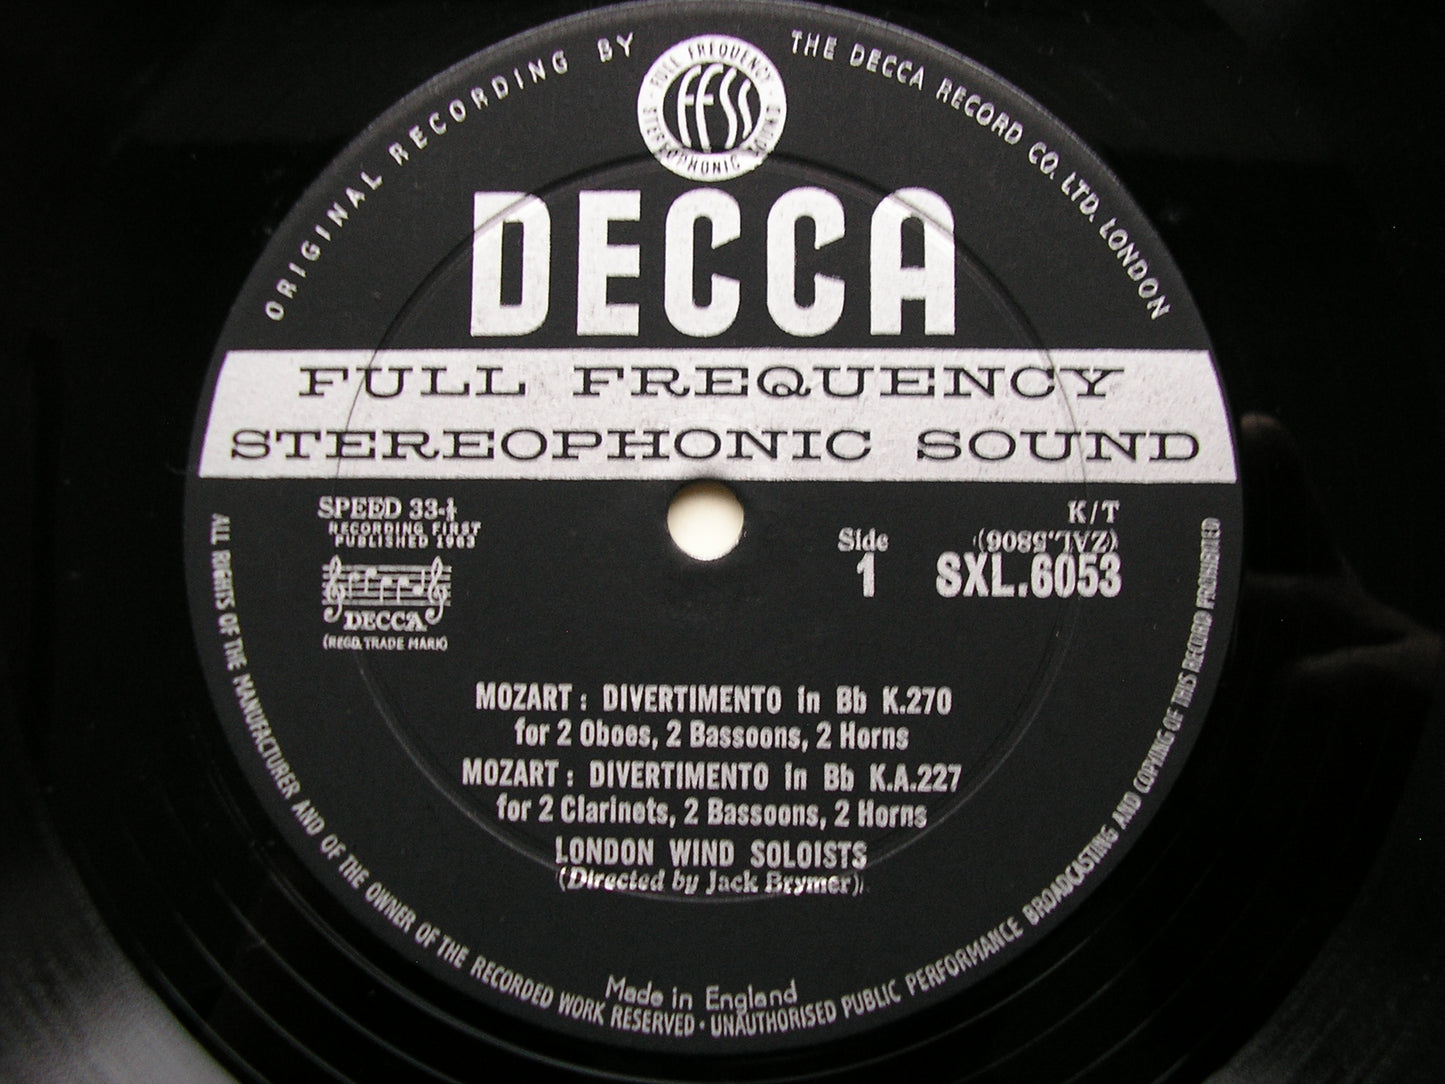 ORIGINAL RECORDING BY
THE DECCA RECORD CO. LTD. LONDON
FULL FREQUENCY
FFSS
STEREOPHONIC SOUND
DECCA
FULL FREQUENCY
STEREOPHONIC SOUND
SPEED 33-⅓
RECORDING FIRST
PUBLISHED 1963
DECCA
(REGD. TRADE MARK)
Side
1
K/T
(ZAL.5806)
SXL.6053
MOZART : DIVERTIMENTO in Bb K.270
for 2 Oboes, 2 Bassoons, 2 Horns
MOZART : DIVERTIMENTO in Bb K.A.227
for 2 Clarinets, 2 Bassoons, 2 Horns
LONDON WIND SOLOISTS
(Directed by Jack Brymer)
Made in England
ALL RIGHTS OF THE MANUFACTURER AND OF THE OWNER OF THE RECORDED WORK RESERVED · UNAUTHORISED PUBLIC PERFORMANCE BROADCASTING AND COPYING OF THIS RECORD PROHIBITED